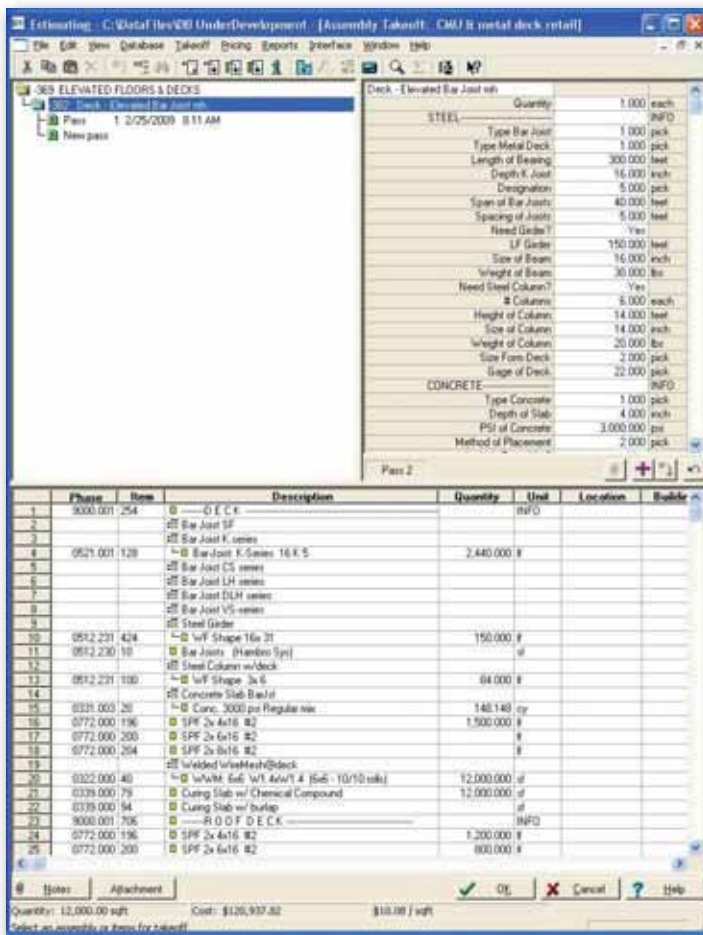 Estimating - C:\DataFiles\DB UnderDevelopment - [Assembly Takeoff: CMU & metal deck retail]
File Edit View Database Takeoff Pricing Reports Interface Window Help
-369 ELEVATED FLOORS & DECKS
-362 Deck - Elevated Bar Joist mh
Pass 1 2/25/2009 8:11 AM
New pass
Deck - Elevated Bar Joist mh
Quantity 1.000 each
STEEL INFO
Type Bar Joist 1.000 pick
Type Metal Deck 1.000 pick
Length of Bearing 300.000 feet
Depth K Joist 16.000 inch
Designation 5.000 pick
Span of Bar Joists 40.000 feet
Spacing of Joists 5.000 feet
Need Girder? Yes
LF Girder 150.000 feet
Size of Beam 16.000 inch
Weight of Beam 30.000 lbs
Need Steel Column? Yes
# Columns 6.000 each
Height of Column 14.000 feet
Size of Column 14.000 inch
Weight of Column 20.000 lbs
Size Form Deck 2.000 pick
Gage of Deck 22.000 pick
CONCRETE INFO
Type Concrete 1.000 pick
Depth of Slab 4.000 inch
PSI of Concrete 3,000.000 psi
Method of Placement 2.000 pick
Pass 2
Phase Item Description Quantity Unit Location Buildin
1 9000.001 254 -----D E C K ----- INFO
2 Bar Joist SF
3 Bar Joist K series
4 0521.001 128 Bar Joist K-Series 16 K 5 2,440.000 lf
5 Bar Joist CS series
6 Bar Joist LH series
7 Bar Joist DLH series
8 Bar Joist VS-series
9 Steel Girder
10 0512.231 424 WF Shape 16x 31 150.000 lf
11 0512.230 10 Bar Joists (Hambro Sys) sf
12 Steel Column w/deck
13 0512.231 100 WF Shape 3x 6 84.000 lf
14 Concrete Slab BarJst
15 0331.003 20 Conc. 3000 psi Regular mix 148.148 cy
16 0772.000 196 SPF 2x 4x16 #2 1,500.000 lf
17 0772.000 200 SPF 2x 6x16 #2 lf
18 0772.000 204 SPF 2x 8x16 #2 lf
19 Welded WireMesh@deck
20 0322.000 40 WWM: 6x6 W1.4xW1.4 (6x6 - 10/10 rolls) 12,000.000 sf
21 0339.000 79 Curing Slab w/ Chemical Compound 12,000.000 sf
22 0339.000 94 Curing Slab w/ burlap sf
23 9000.001 706 -----R O O F D E C K ----- INFO
24 0772.000 196 SPF 2x 4x16 #2 1,200.000 lf
25 0772.000 200 SPF 2x 6x16 #2 800.000 lf
Notes Attachment OK Cancel Help
Quantity: 12,000.00 sqft Cost: $120,937.82 $10.08 / sqft
Select an assembly or items for takeoff